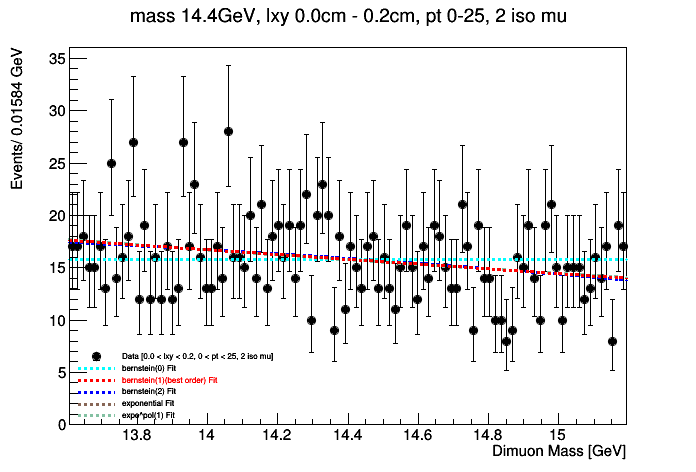 mass 14.4GeV, lxy 0.0cm - 0.2cm, pt 0-25, 2 iso mu
Events/ 0.01584 GeV
35
30
25
20
15
10
5
0
Data [0.0 < lxy < 0.2, 0 < pt < 25, 2 iso mu]
bernstein(0) Fit
bernstein(1)(best order) Fit
bernstein(2) Fit
exponential Fit
expo*pol(1) Fit
13.8 14 14.2 14.4 14.6 14.8 15
Dimuon Mass [GeV]